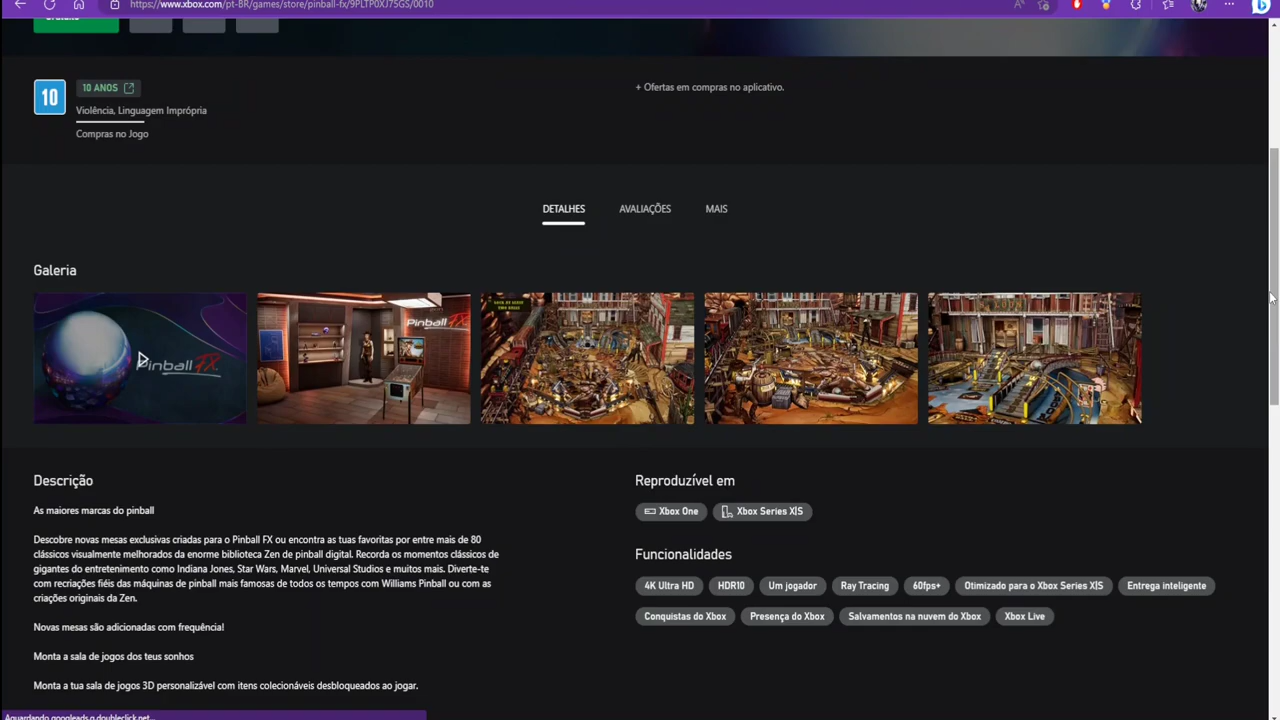 https://www.xbox.com/pt-BR/games/store/pinball-fx/9PLTP0XJ75GS/0010
10
10 ANOS
Violência, Linguagem Imprópria
Compras no Jogo
+ Ofertas em compras no aplicativo.
DETALHES
AVALIAÇÕES
MAIS
Galeria
Pinball FX
Pinball FX
Descrição
As maiores marcas do pinball
Descobre novas mesas exclusivas criadas para o Pinball FX ou encontra as tuas favoritas por entre mais de 80
clássicos visualmente melhorados da enorme biblioteca Zen de pinball digital. Recorda os momentos clássicos de
gigantes do entretenimento como Indiana Jones, Star Wars, Marvel, Universal Studios e muitos mais. Diverte-te
com recriações fiéis das máquinas de pinball mais famosas de todos os tempos com Williams Pinball ou com as
criações originais da Zen.
Novas mesas são adicionadas com frequência!
Monta a sala de jogos dos teus sonhos
Monta a tua sala de jogos 3D personalizável com itens colecionáveis desbloqueados ao jogar.
Reproduzível em
Xbox One
Xbox Series X|S
Funcionalidades
4K Ultra HD
HDR10
Um jogador
Ray Tracing
60fps+
Otimizado para o Xbox Series X|S
Entrega inteligente
Conquistas do Xbox
Presença do Xbox
Salvamentos na nuvem do Xbox
Xbox Live
Aguardando googleads.g.doubleclick.net...